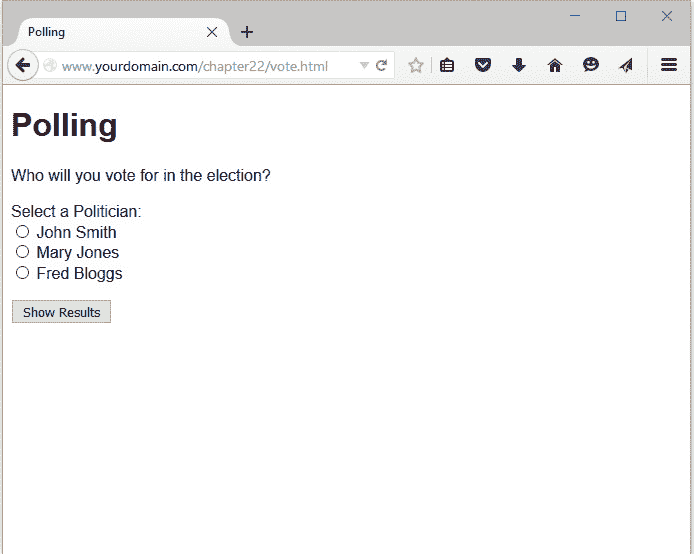 Polling
www.yourdomain.com/chapter22/vote.html
Polling
Who will you vote for in the election?
Select a Politician:
John Smith
Mary Jones
Fred Bloggs
Show Results